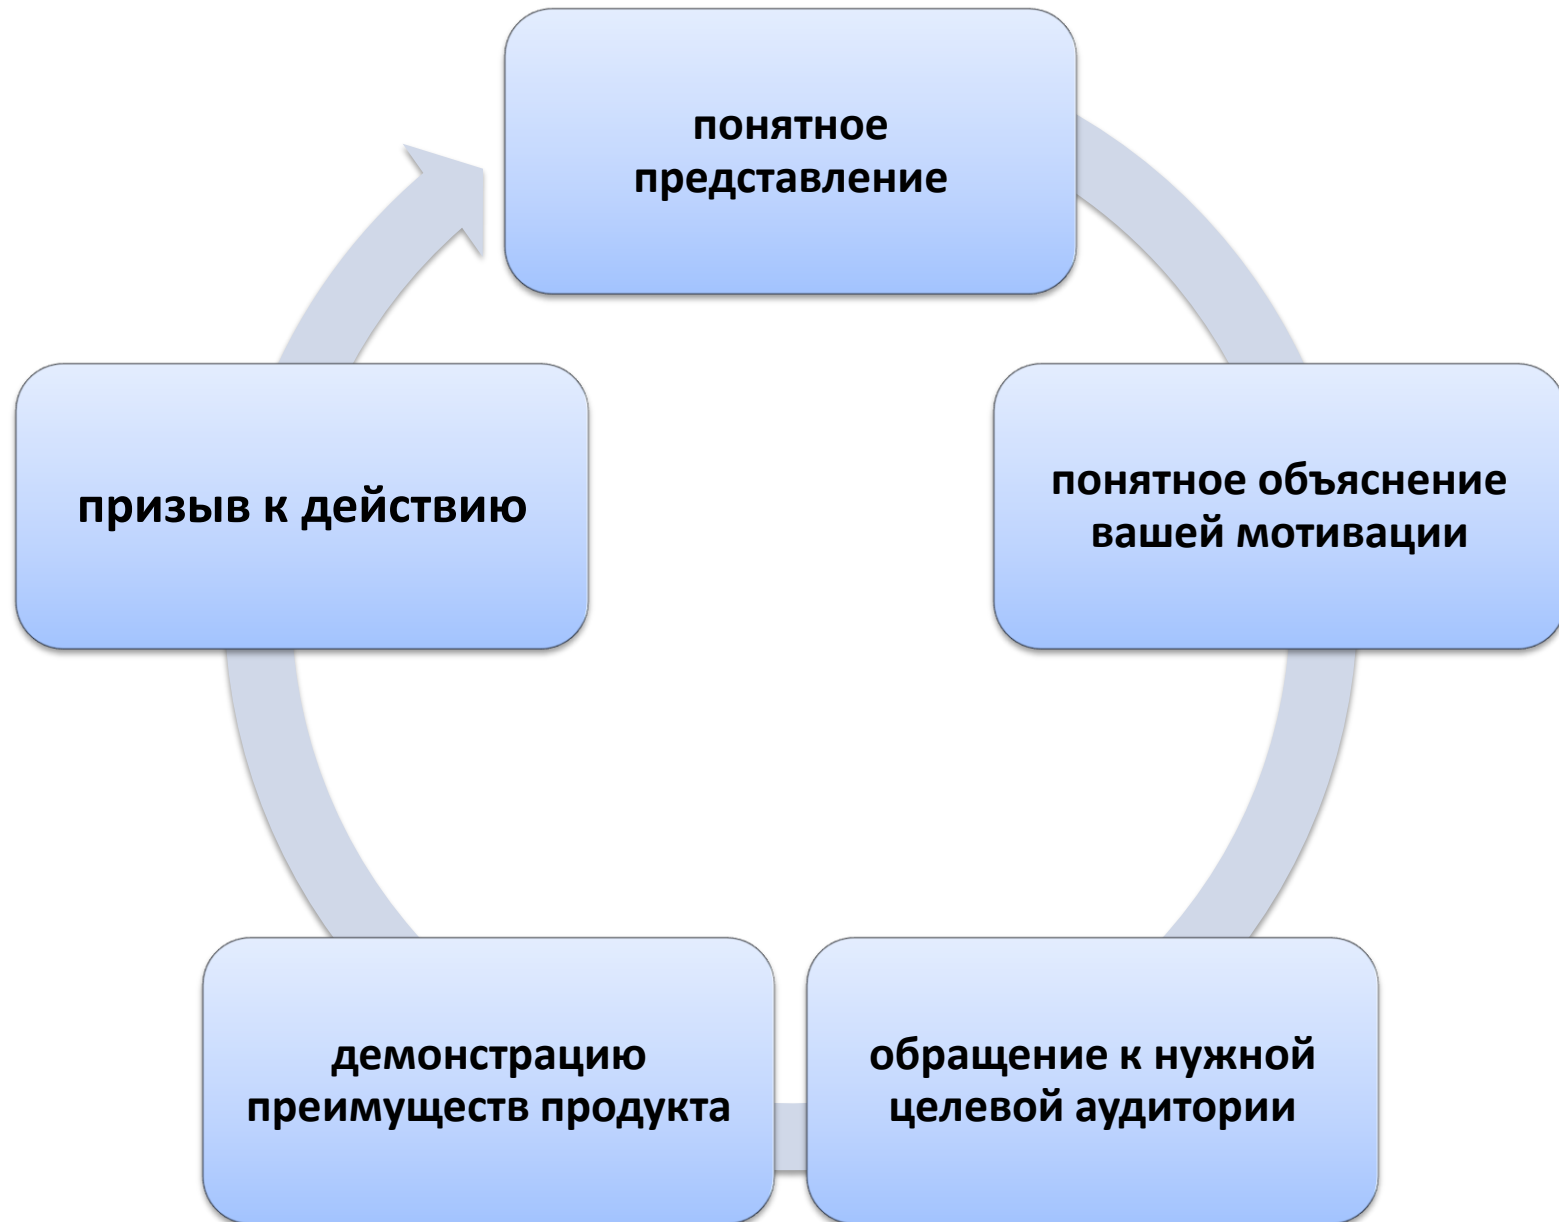 понятное
представление
понятное объяснение
вашей мотивации
обращение к нужной
целевой аудитории
демонстрацию
преимуществ продукта
призыв к действию